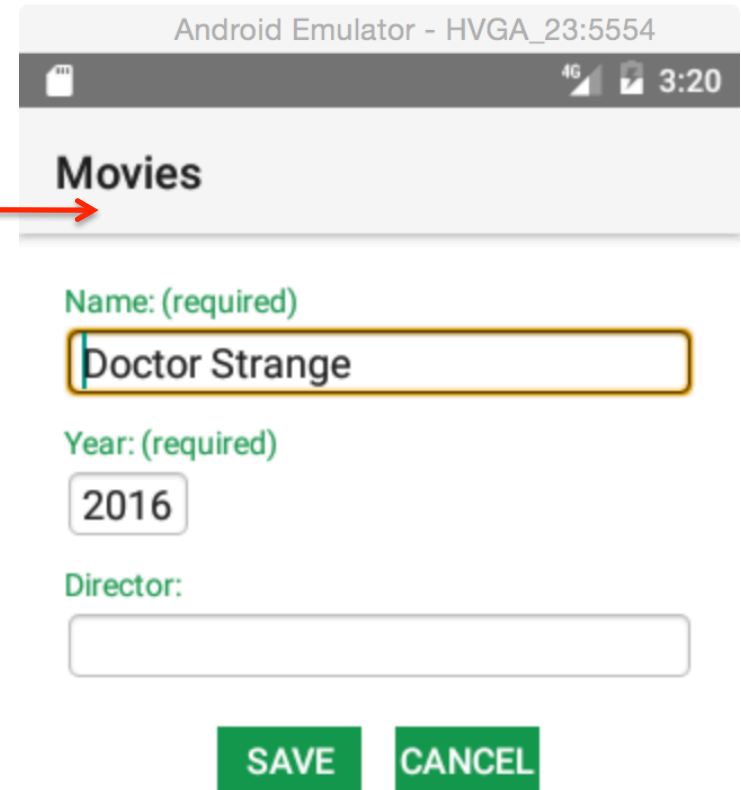 Android Emulator - HVGA_23:5554
4G 3:20
Movies
Name: (required)
Doctor Strange
Year: (required)
2016
Director:
SAVE CANCEL